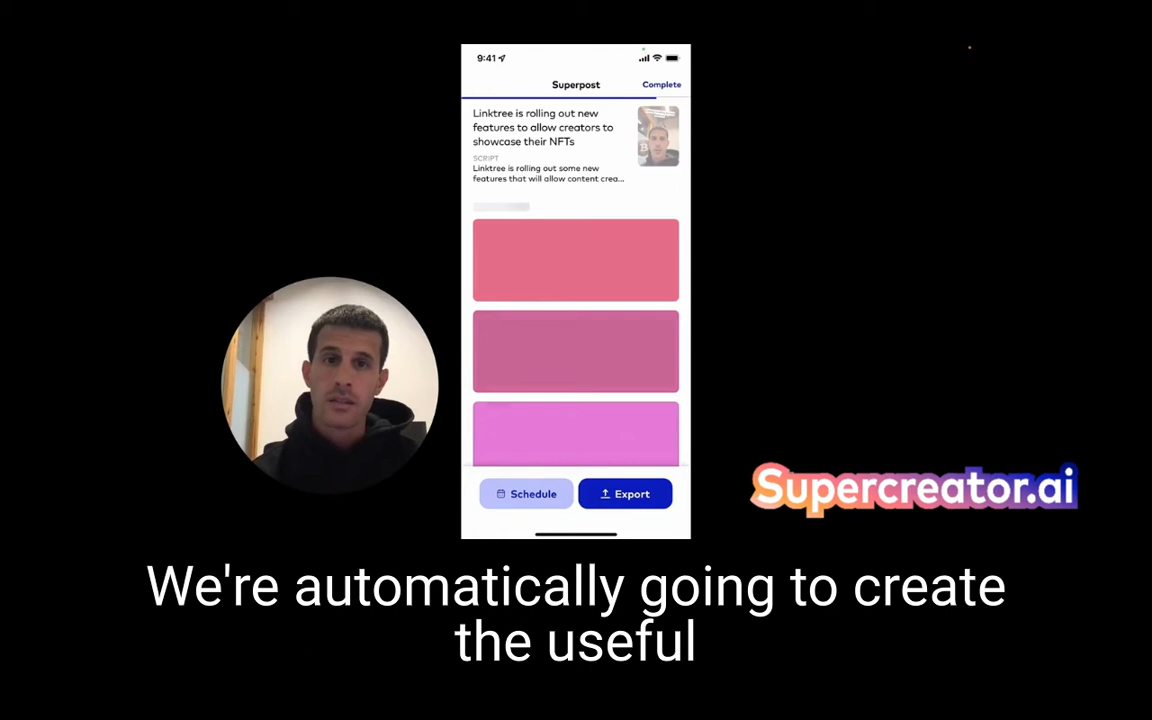 9:41
Superpost
Complete
Linktree is rolling out new
features to allow creators to
showcase their NFTs
SCRIPT
Linktree is rolling out some new
features that will allow content crea...
Schedule
Export
Supercreator.ai
We're automatically going to create
the useful